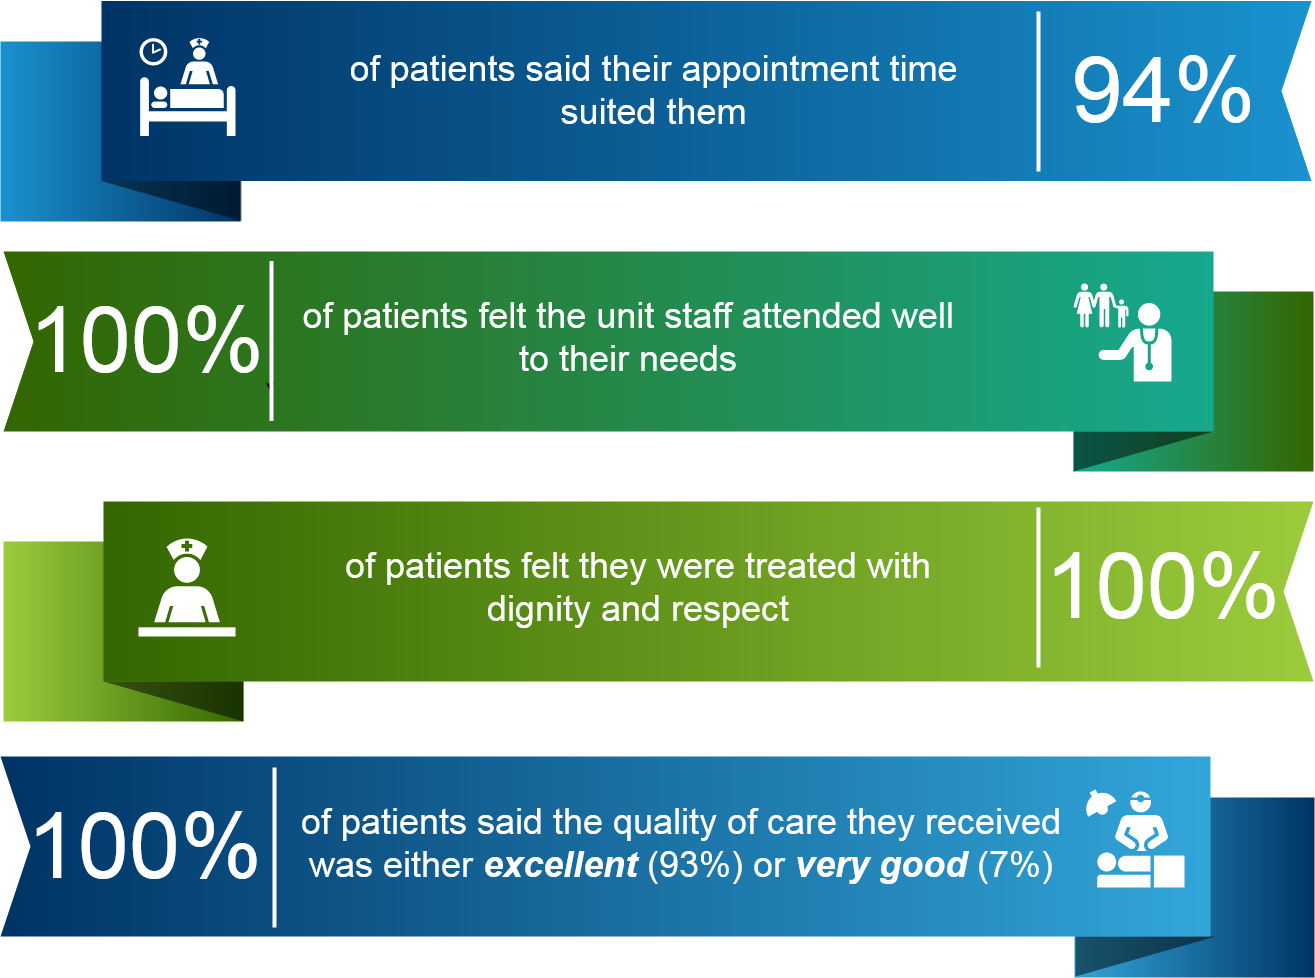 of patients said their appointment time
suited them
94%
100%
of patients felt the unit staff attended well
to their needs
of patients felt they were treated with
dignity and respect
100%
100%
of patients said the quality of care they received
was either excellent (93%) or very good (7%)